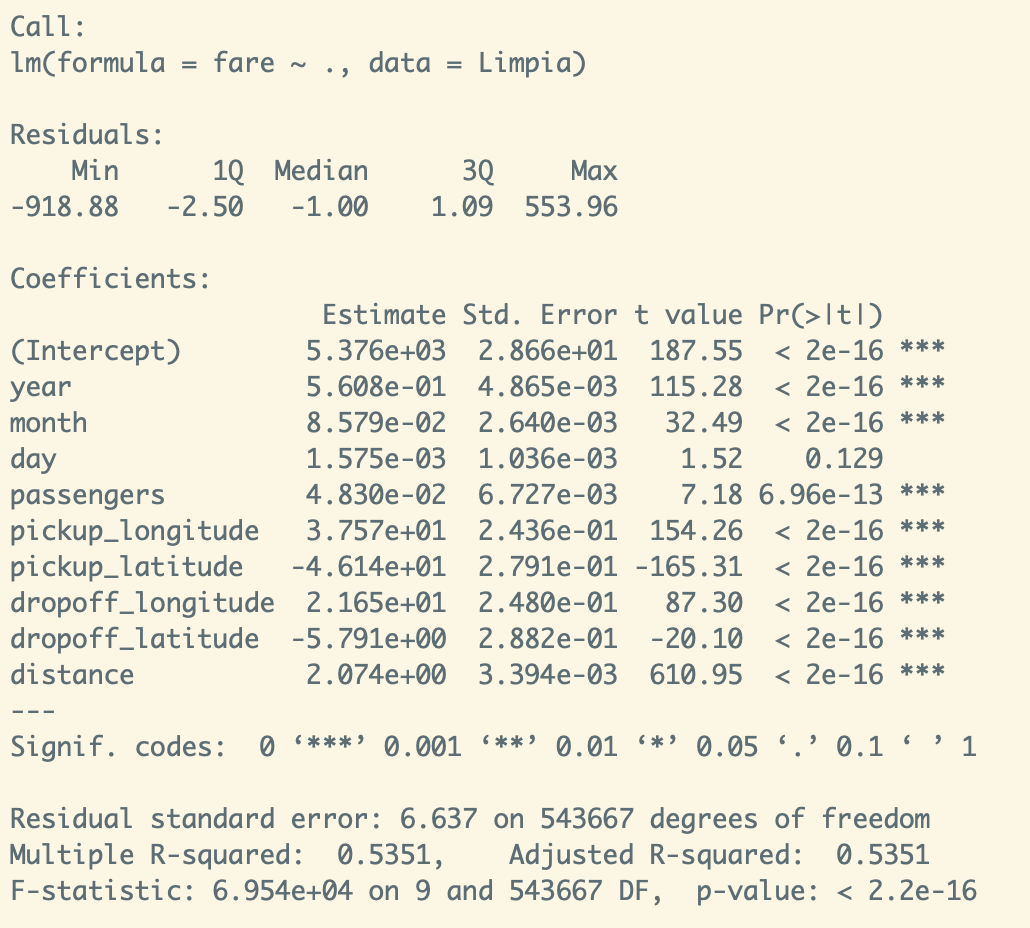 Call:
lm(formula = fare ~ ., data = Limpia)
Residuals:
Min 1Q Median 3Q Max
-918.88 -2.50 -1.00 1.09 553.96
Coefficients:
Estimate Std. Error t value Pr(>|t|)
(Intercept) 5.376e+03 2.866e+01 187.55 < 2e-16 ***
year 5.608e-01 4.865e-03 115.28 < 2e-16 ***
month 8.579e-02 2.640e-03 32.49 < 2e-16 ***
day 1.575e-03 1.036e-03 1.52 0.129
passengers 4.830e-02 6.727e-03 7.18 6.96e-13 ***
pickup_longitude 3.757e+01 2.436e-01 154.26 < 2e-16 ***
pickup_latitude -4.614e+01 2.791e-01 -165.31 < 2e-16 ***
dropoff_longitude 2.165e+01 2.480e-01 87.30 < 2e-16 ***
dropoff_latitude -5.791e+00 2.882e-01 -20.10 < 2e-16 ***
distance 2.074e+00 3.394e-03 610.95 < 2e-16 ***
---
Signif. codes: 0 ‘***’ 0.001 ‘**’ 0.01 ‘*’ 0.05 ‘.’ 0.1 ‘ ’ 1
Residual standard error: 6.637 on 543667 degrees of freedom
Multiple R-squared: 0.5351, Adjusted R-squared: 0.5351
F-statistic: 6.954e+04 on 9 and 543667 DF, p-value: < 2.2e-16